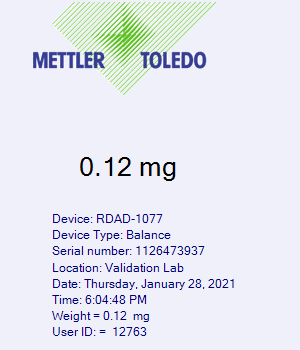 METTLER TOLEDO
0.12 mg
Device: RDAD-1077
Device Type: Balance
Serial number: 1126473937
Location: Validation Lab
Date: Thursday, January 28, 2021
Time: 6:04:48 PM
Weight = 0.12  mg
User ID: =  12763